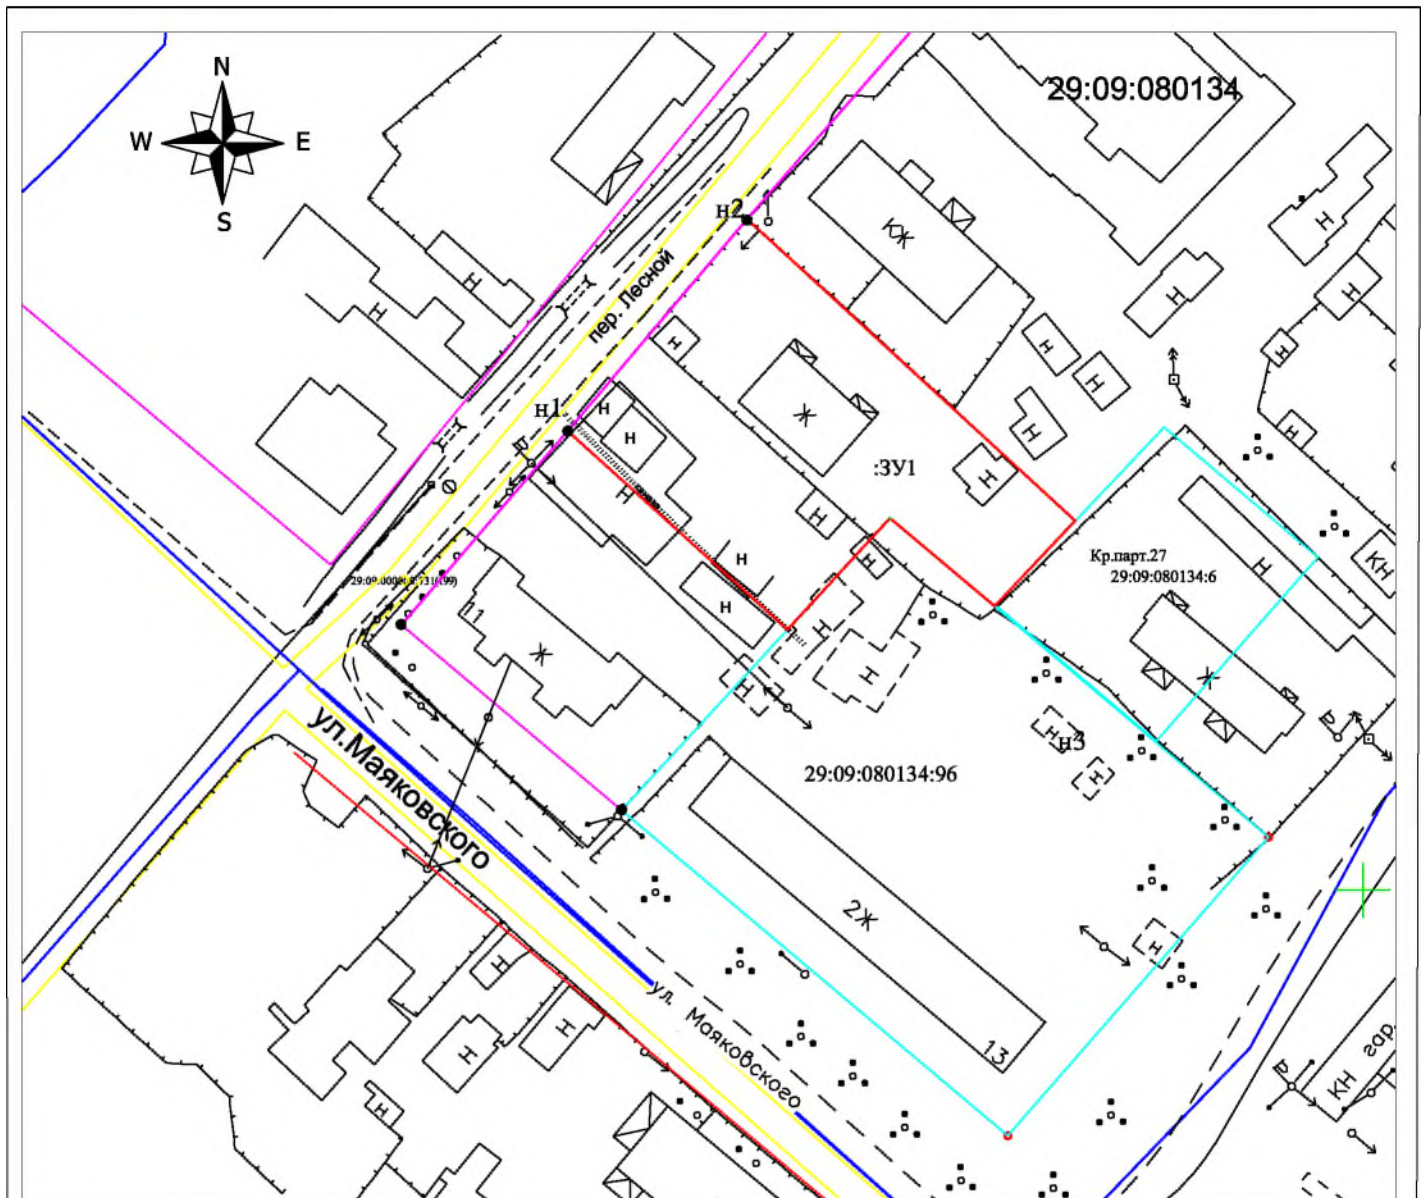 N
29:09:080134
W
E
S
н2
КЖ
Н
Н
пер. Лесной
Н
Н
Н
н
н
н
Н
н1
н
Ж
н
н
Н
:ЗУ1
Н
Н
Н
Н
Кр.парт.27
29:09:080134:6
Н
КН
н
н
Н
11
Ж
Н
Н
Н
Ж
н
н3
н
ул.Маяковского
29:09:080134:96
2Ж
13
н
Н
Н
Н
ул. Маяковского
гар.
КН
Н